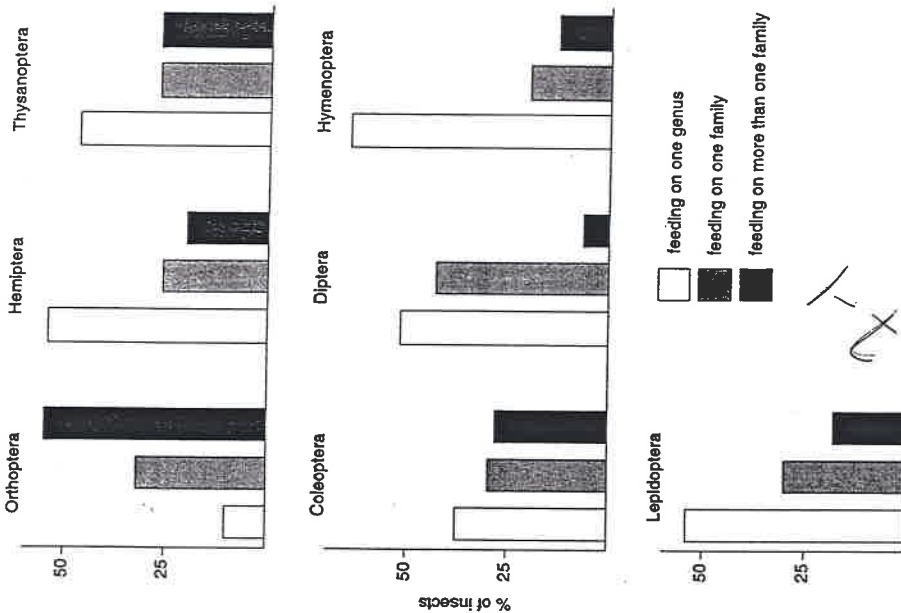 Orthoptera Hemiptera Thysanoptera
50
25
Coleoptera Diptera Hymenoptera
50
25
% of insects
Lepidoptera
50
25
feeding on one genus
feeding on one family
feeding on more than one family